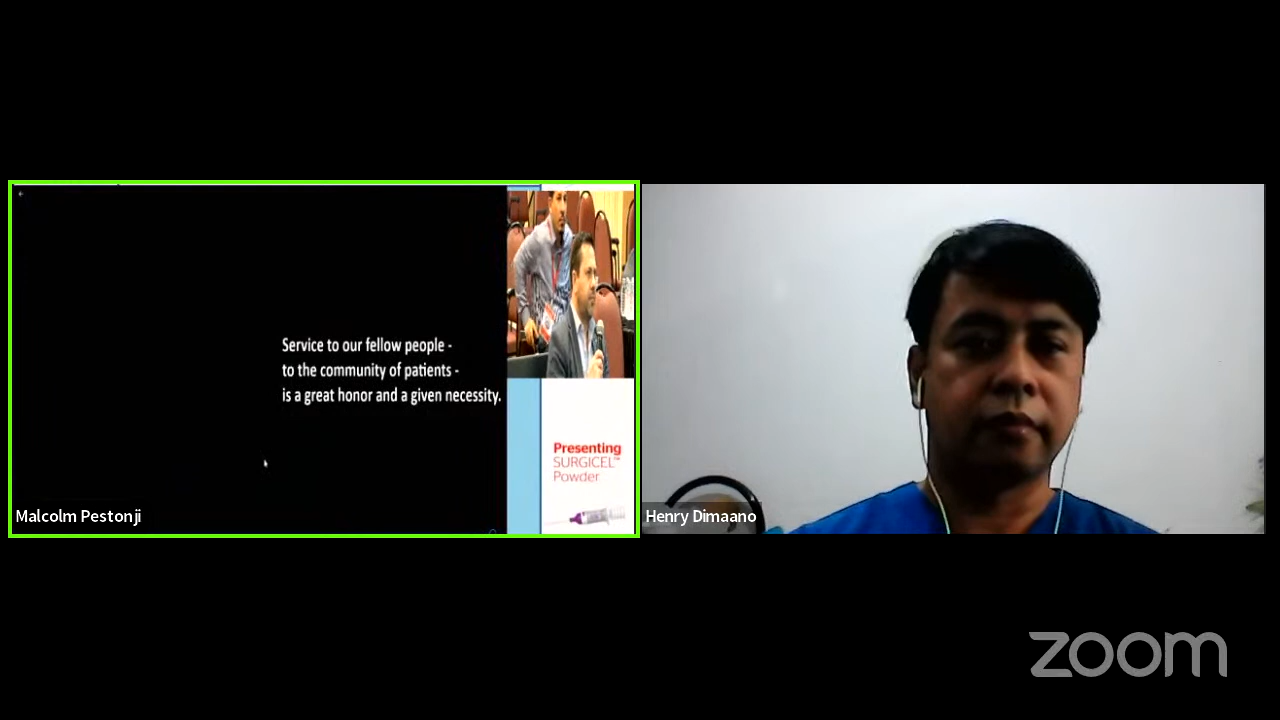 Service to our fellow people -
to the community of patients -
is a great honor and a given necessity.
Presenting
SURGICEL™
Powder
Malcolm Pestonji
Henry Dimaano
zoom